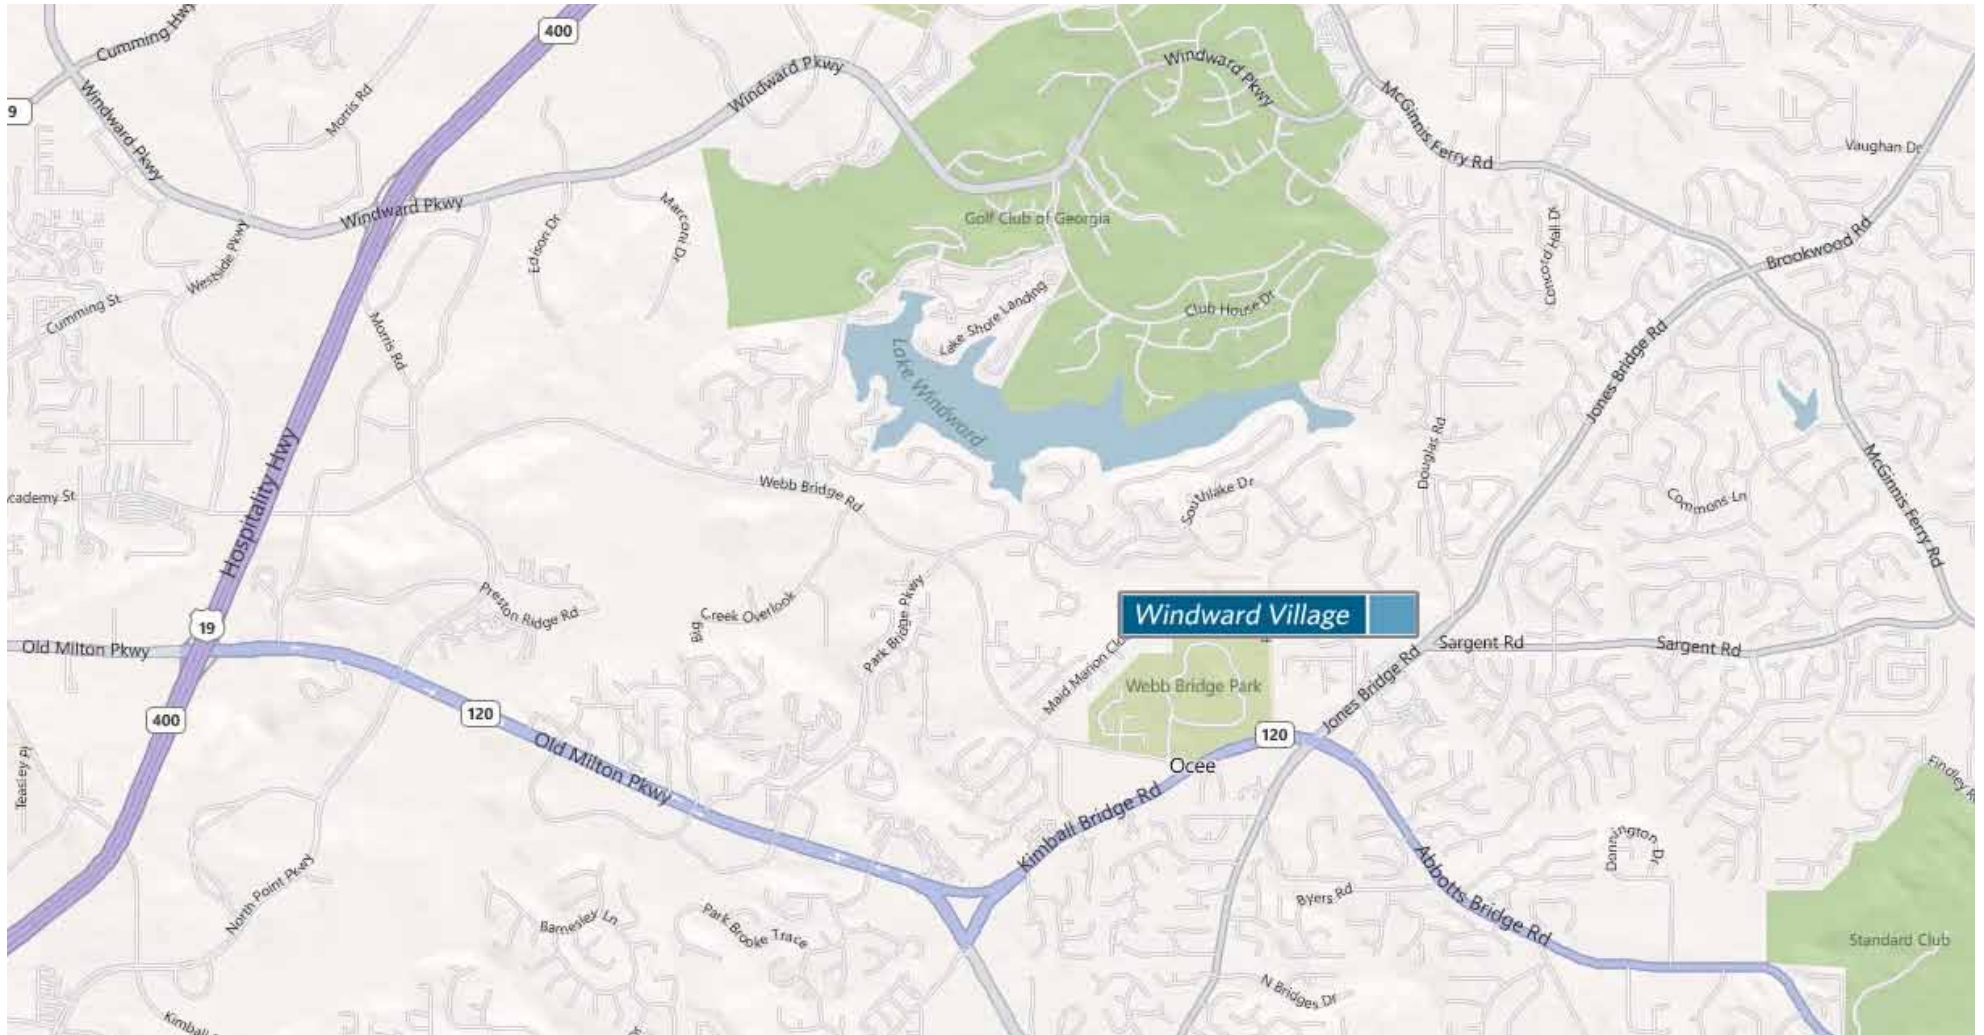 400
Cumming Hwy
Windward Pkwy
Windward Pkwy
Windward Pkwy
McGinnis Ferry Rd
Morris Rd
9
Vaughan Dr
Windward Pkwy
Marconi Dr
Golf Club of Georgia
Concord Hall Dr
Edison Dr
Westside Pkwy
Brookwood Rd
Cumming St
Lake Shore Landing
Club House Dr
Morris Rd
Lake Windward
Jones Bridge Rd
Douglas Rd
Hospitality Hwy
Academy St
Webb Bridge Rd
Southlake Dr
Commons Ln
McGinnis Ferry Rd
Preston Ridge Rd
Big
Creek Overlook
Park Bridge Pkwy
Windward Village
19
Old Milton Pkwy
Maid Marion
Sargent Rd
Sargent Rd
Webb Bridge Park
Jones Bridge Rd
400
120
120
Old Milton Pkwy
Ocee
Teasley Pl
Findley
Kimball Bridge Rd
Donnington Dr
Abbotts Bridge Rd
North Point Pkwy
Byers Rd
Barnesley Ln
Park Brooke Trace
Standard Club
N Bridges Dr
Kimball